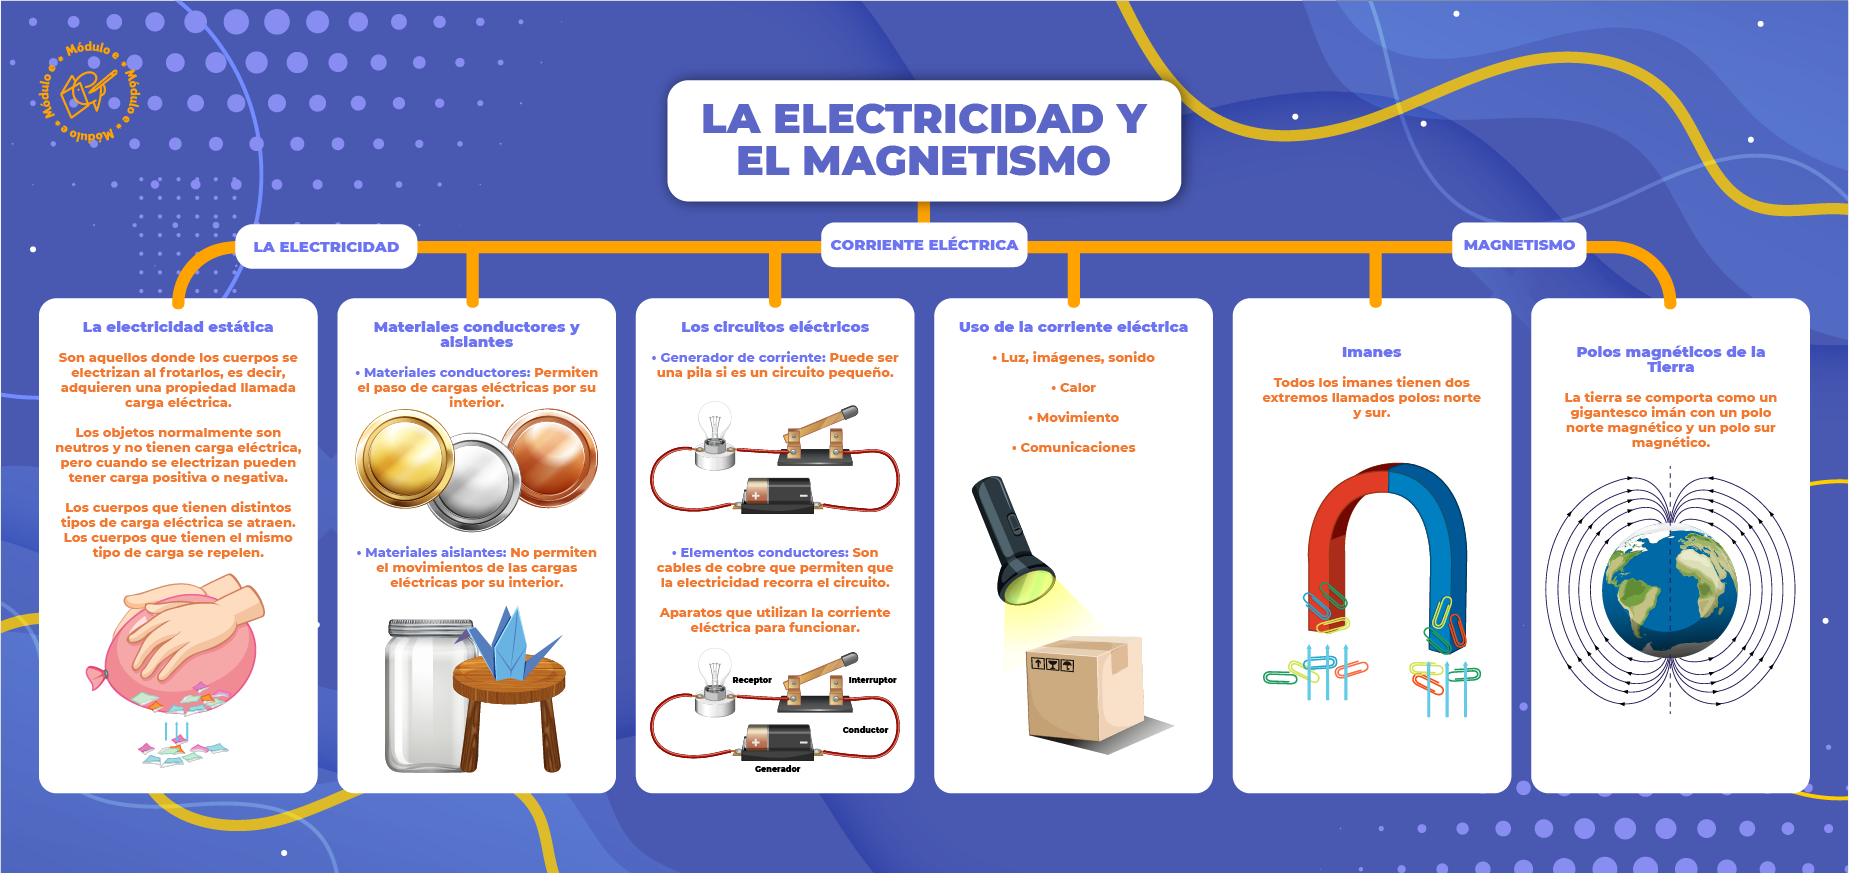 Módulo e • Módulo e • Módulo e • Módulo e •
LA ELECTRICIDAD Y
EL MAGNETISMO
LA ELECTRICIDAD
CORRIENTE ELÉCTRICA
MAGNETISMO
La electricidad estática
Son aquellos donde los cuerpos se
electrizan al frotarlos, es decir,
adquieren una propiedad llamada
carga eléctrica.
Los objetos normalmente son
neutros y no tienen carga eléctrica,
pero cuando se electrizan pueden
tener carga positiva o negativa.
Los cuerpos que tienen distintos
tipos de carga eléctrica se atraen.
Los cuerpos que tienen el mismo
tipo de carga se repelen.
Materiales conductores y
aislantes
• Materiales conductores: Permiten
el paso de cargas eléctricas por su
interior.
• Materiales aislantes: No permiten
el movimientos de las cargas
eléctricas por su interior.
Los circuitos eléctricos
• Generador de corriente: Puede ser
una pila si es un circuito pequeño.
+ −
• Elementos conductores: Son
cables de cobre que permiten que
la electricidad recorra el circuito.
Aparatos que utilizan la corriente
eléctrica para funcionar.
Receptor
Interruptor
Conductor
+ −
Generador
Uso de la corriente eléctrica
• Luz, imágenes, sonido
• Calor
• Movimiento
• Comunicaciones
Imanes
Todos los imanes tienen dos
extremos llamados polos: norte
y sur.
Polos magnéticos de la
Tierra
La tierra se comporta como un
gigantesco imán con un polo
norte magnético y un polo sur
magnético.